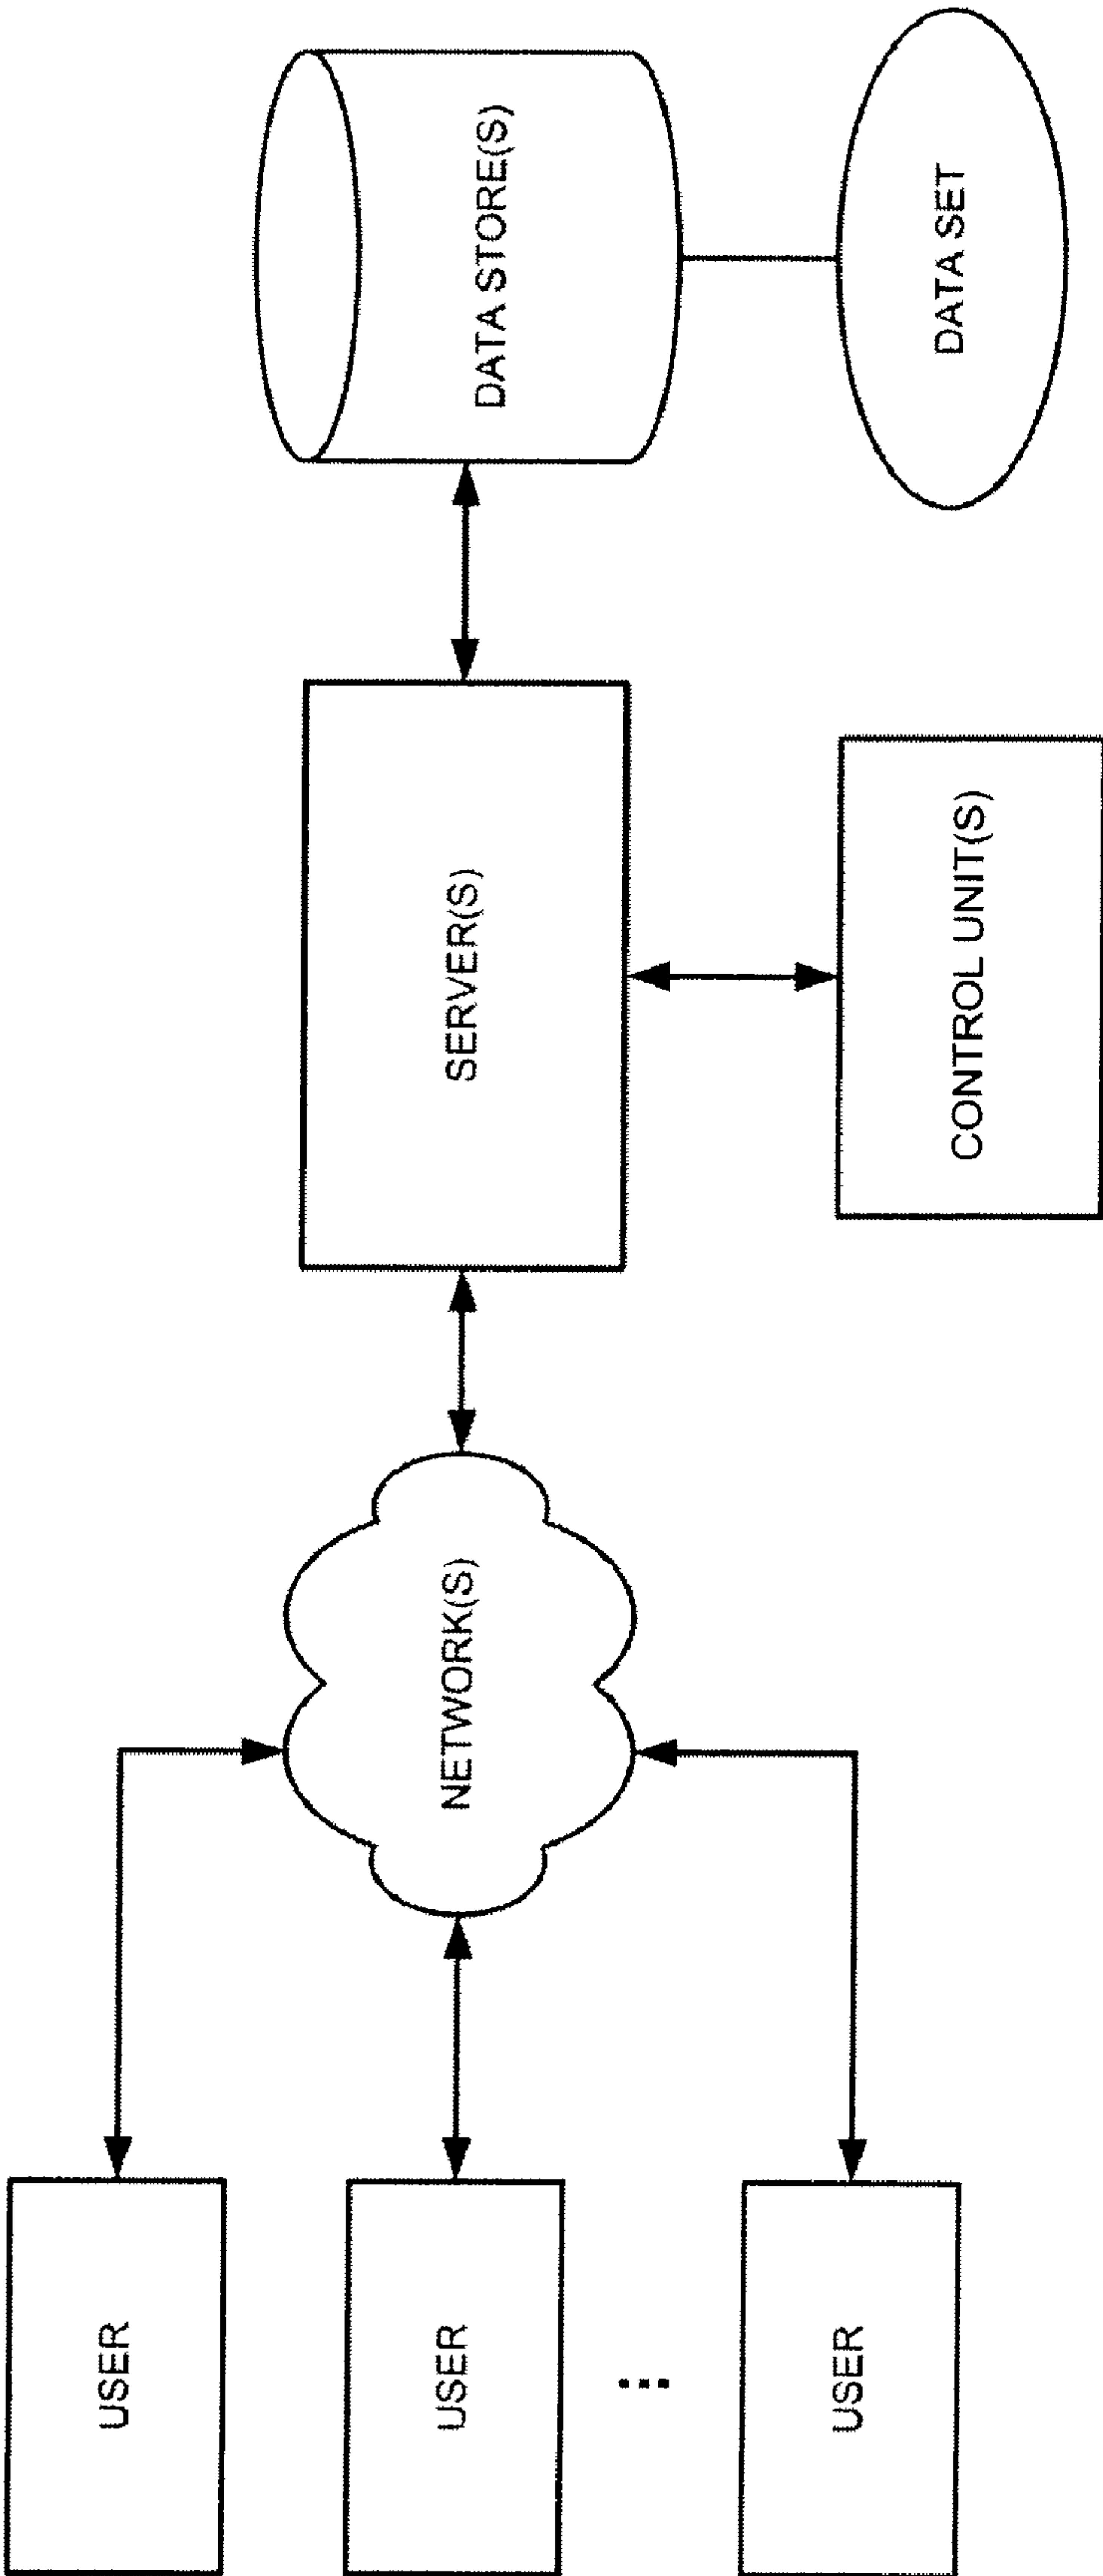 USER
USER
...
USER
NETWORK(S)
SERVER(S)
CONTROL UNIT(S)
DATA STORE(S)
DATA SET